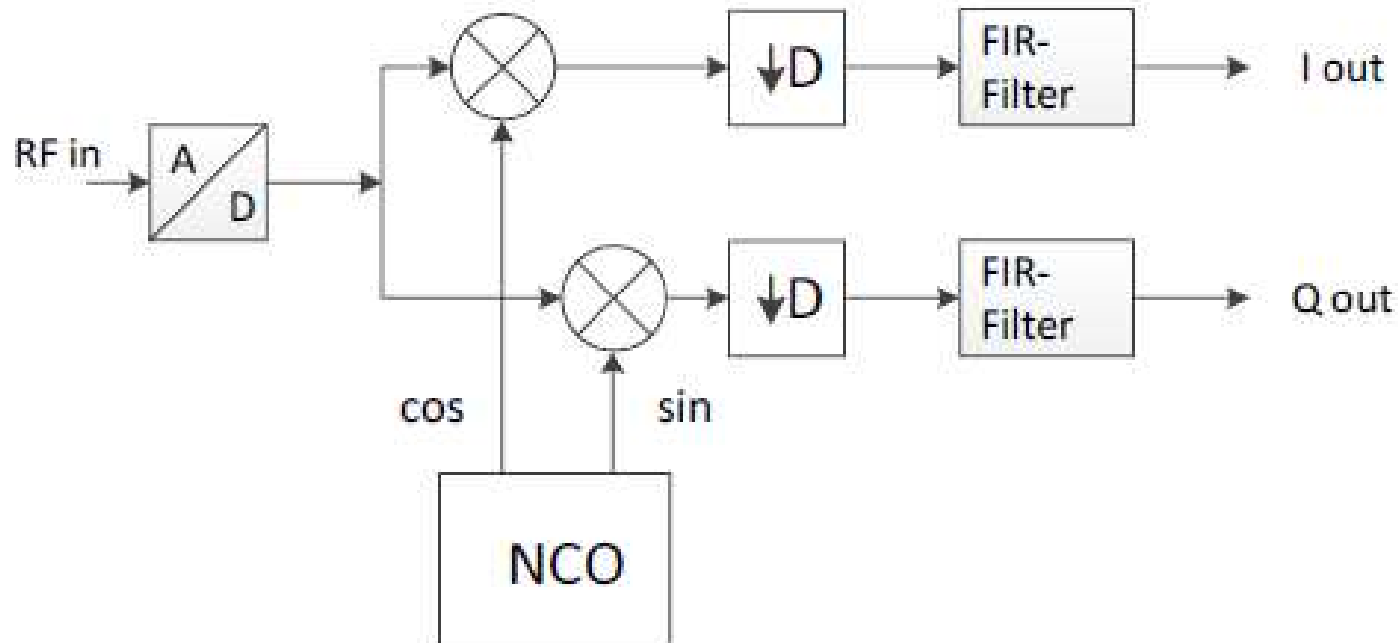 FIR-
Filter
I out
↓D
RF in
A
D
FIR-
Filter
Q out
↓D
cos
sin
NCO